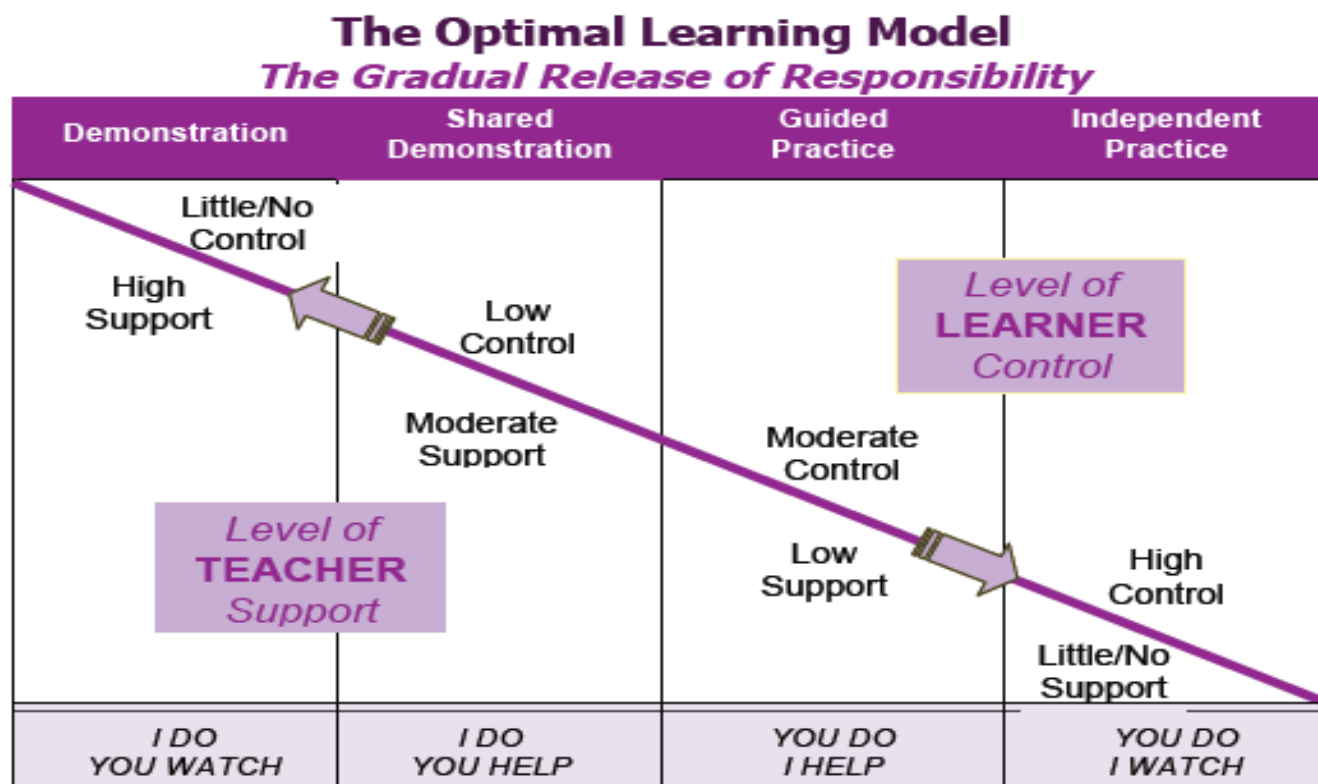 The Optimal Learning Model
The Gradual Release of Responsibility
Demonstration
Shared
Demonstration
Guided
Practice
Independent
Practice
Little/No
Control
High
Support
Low
Control
Moderate
Support
Level of
TEACHER
Support
Level of
LEARNER
Control
Moderate
Control
Low
Support
High
Control
Little/No
Support
I DO
YOU WATCH
I DO
YOU HELP
YOU DO
I HELP
YOU DO
I WATCH